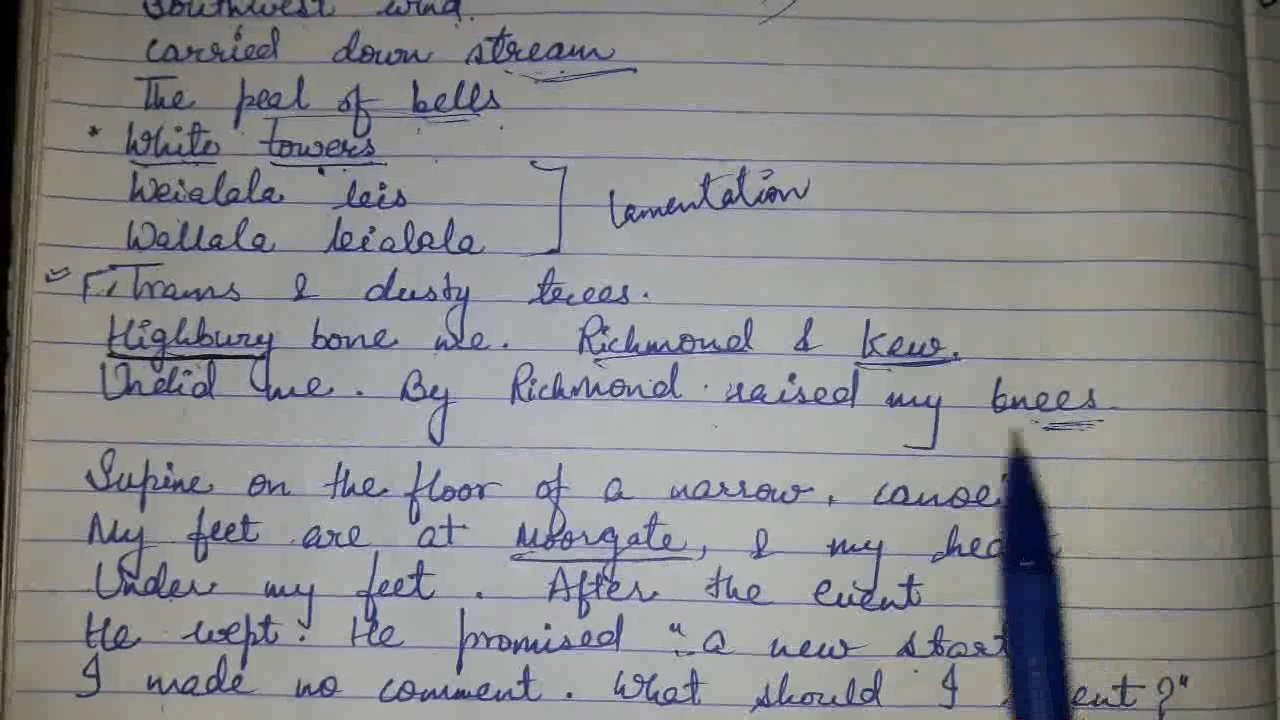 Southwest wind.
carried down stream
The peal of bells
* White towers
Weialala leia
Wallala leialala
lamentation
"Trams & dusty trees.
Highbury bore me. Richmond & Kew.
Undid me. By Richmond raised my knees
Supine on the floor of a narrow, canoe
My feet are at Moorgate, & my
Under my feet. After the event
He wept. He promised "a new start
I made no comment. What should I